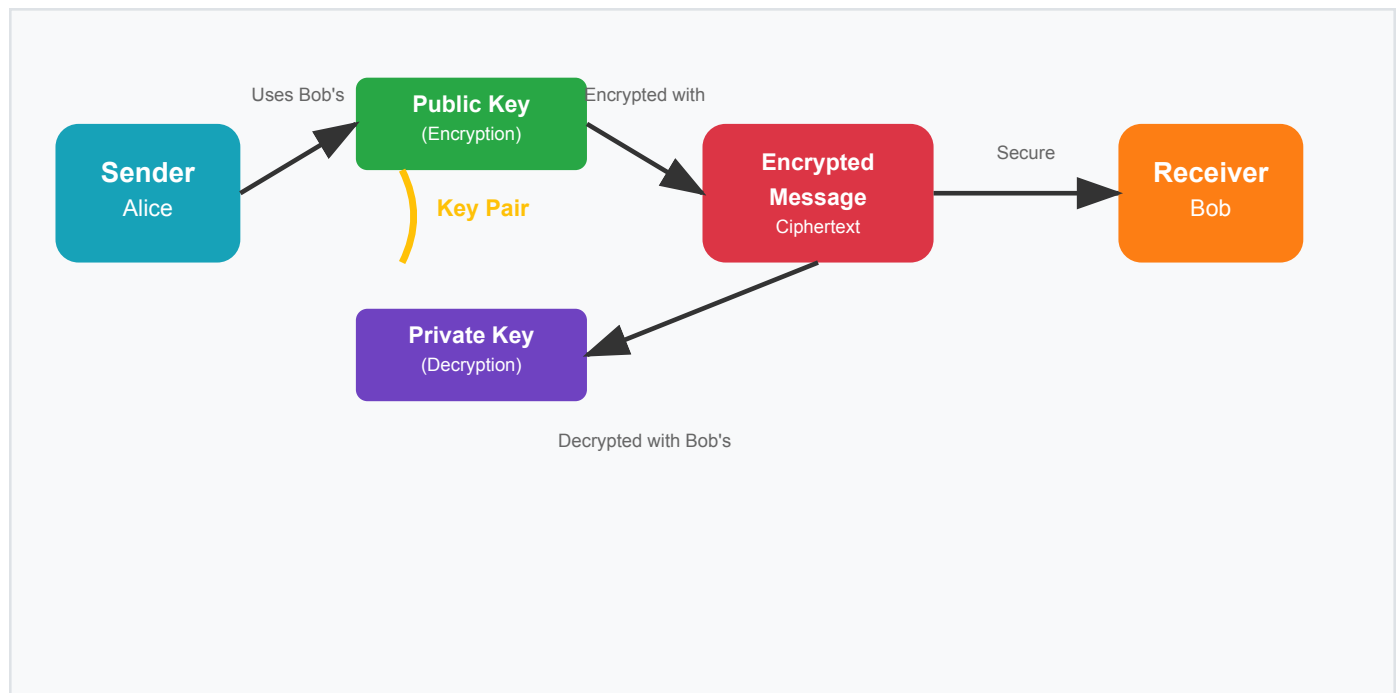 Uses Bob's
Public Key
(Encryption)
Encrypted with
Sender
Alice
Key Pair
Encrypted
Message
Ciphertext
Secure
Receiver
Bob
Private Key
(Decryption)
Decrypted with Bob's